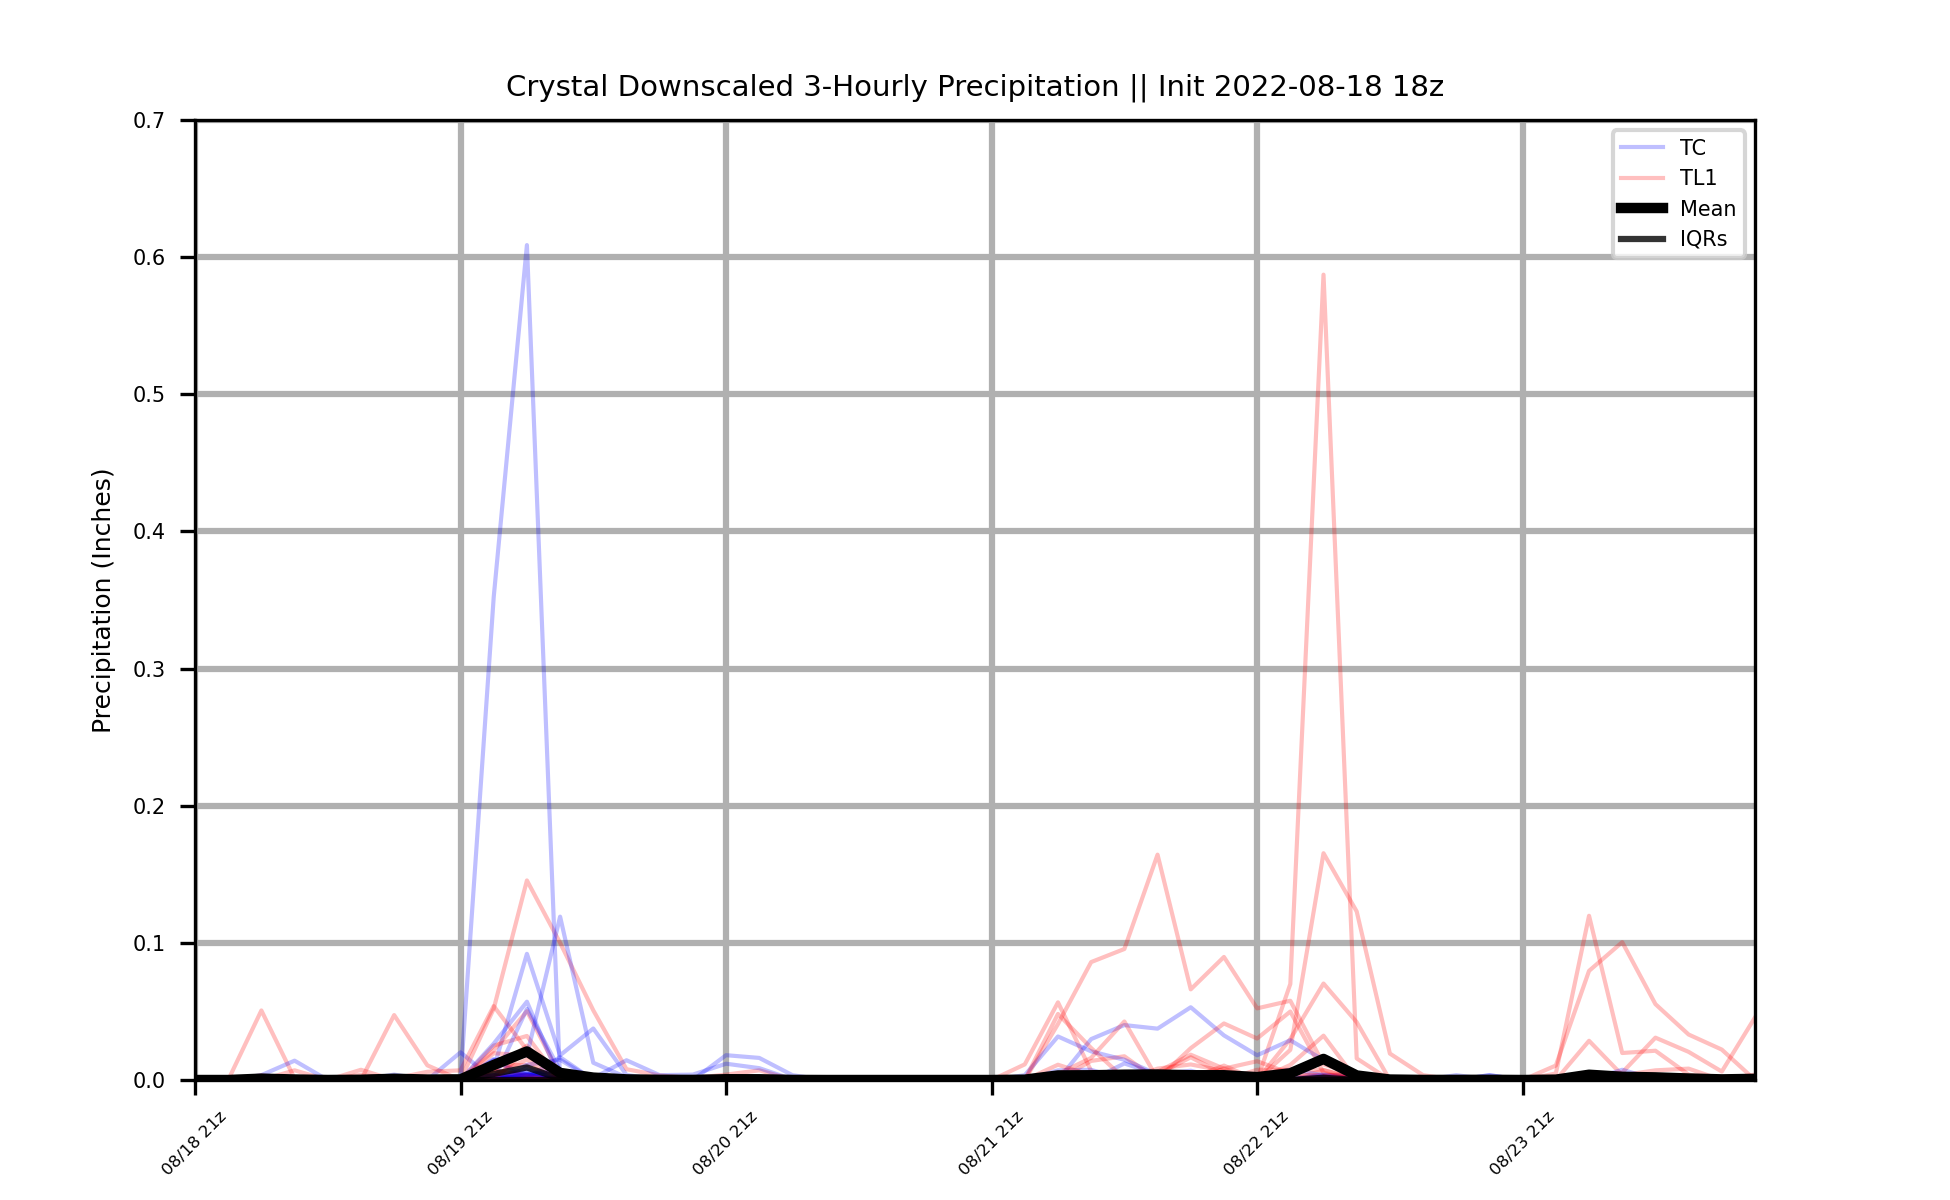 Crystal Downscaled 3-Hourly Precipitation || Init 2022-08-18 18z
TC
TL1
Mean
IQRs
Precipitation (Inches)
0.7
0.6
0.5
0.4
0.3
0.2
0.1
0.0
08/18 21z
08/19 21z
08/20 21z
08/21 21z
08/22 21z
08/23 21z